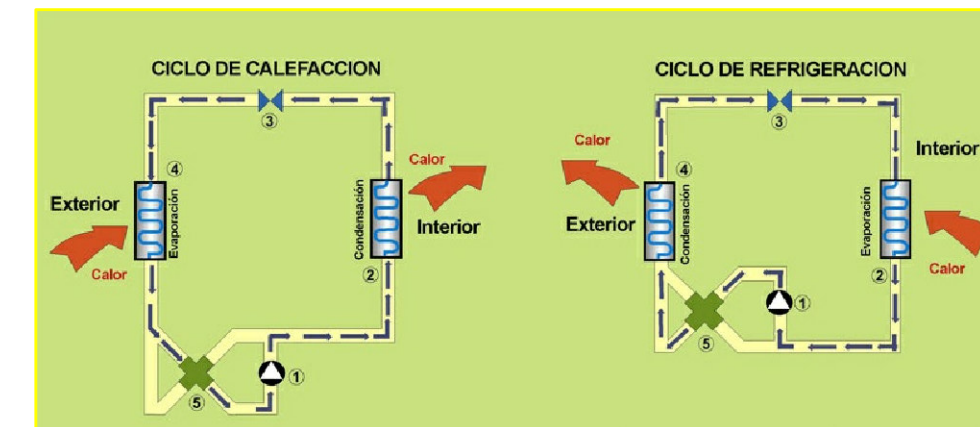 CICLO DE CALEFACCION
3
4
Evaporación
Exterior
Calor
Condensación
Calor
Interior
2
1
5
CICLO DE REFRIGERACION
3
Calor
4
Condensación
Exterior
Interior
Evaporación
2
Calor
1
5